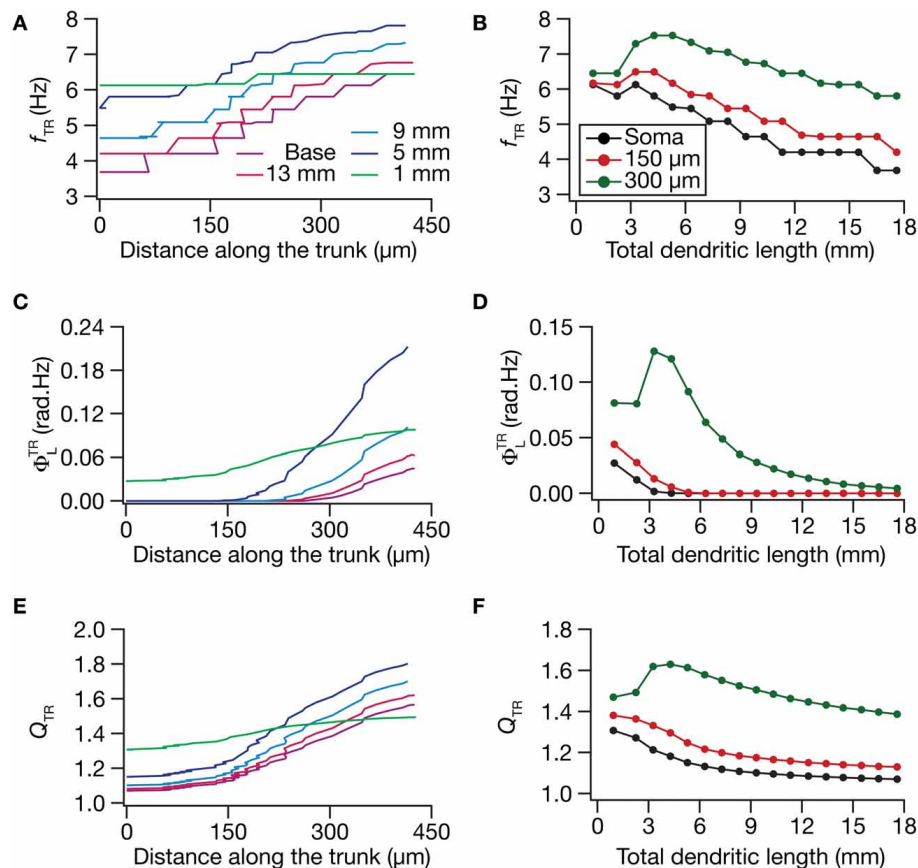 A
8
7
6
5
4
3
f_TR (Hz)
Base
13 mm
9 mm
5 mm
1 mm
0 150 300 450
Distance along the trunk (µm)
B
8
7
6
5
4
3
f_TR (Hz)
Soma
150 µm
300 µm
0 3 6 9 12 15 18
Total dendritic length (mm)
C
0.24
0.18
0.12
0.06
0.00
Φ_L^TR (rad.Hz)
0 150 300 450
Distance along the trunk (µm)
D
0.15
0.10
0.05
0.00
Φ_L^TR (rad.Hz)
0 3 6 9 12 15 18
Total dendritic length (mm)
E
2.0
1.8
1.6
1.4
1.2
1.0
Q_TR
0 150 300 450
Distance along the trunk (µm)
F
1.8
1.6
1.4
1.2
1.0
Q_TR
0 3 6 9 12 15 18
Total dendritic length (mm)